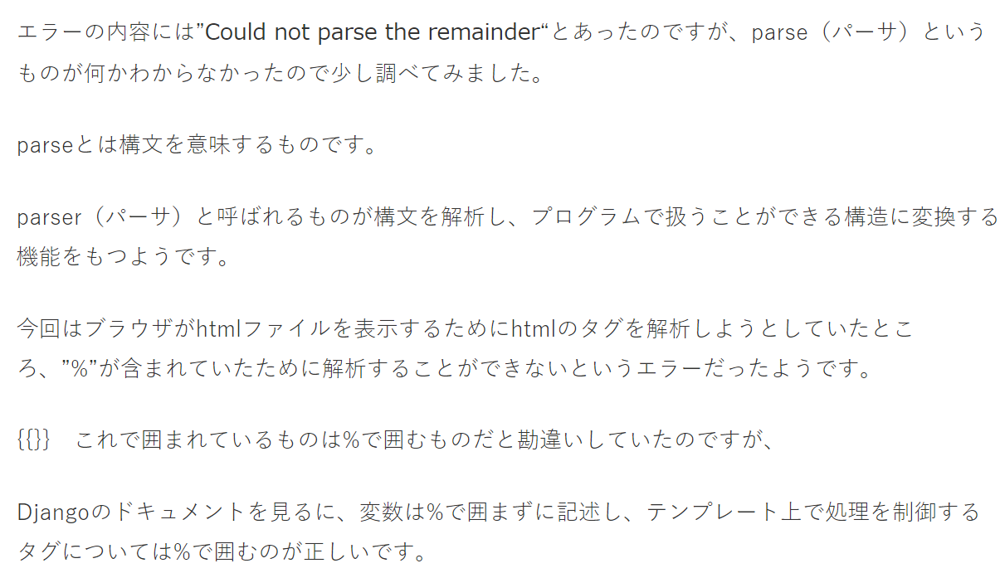 エラーの内容には”Could not parse the remainder“とあったのですが、parse（パーサ）という
ものが何かわからなかったので少し調べてみました。
parseとは構文を意味するものです。
parser（パーサ）と呼ばれるものが構文を解析し、プログラムで扱うことができる構造に変換する
機能をもつようです。
今回はブラウザがhtmlファイルを表示するためにhtmlのタグを解析しようとしていたとこ
ろ、”%”が含まれていたために解析することができないというエラーだったようです。
{{}}　これで囲まれているものは%で囲むものだと勘違いしていたのですが、
Djangoのドキュメントを見るに、変数は%で囲まずに記述し、テンプレート上で処理を制御する
タグについては%で囲むのが正しいです。